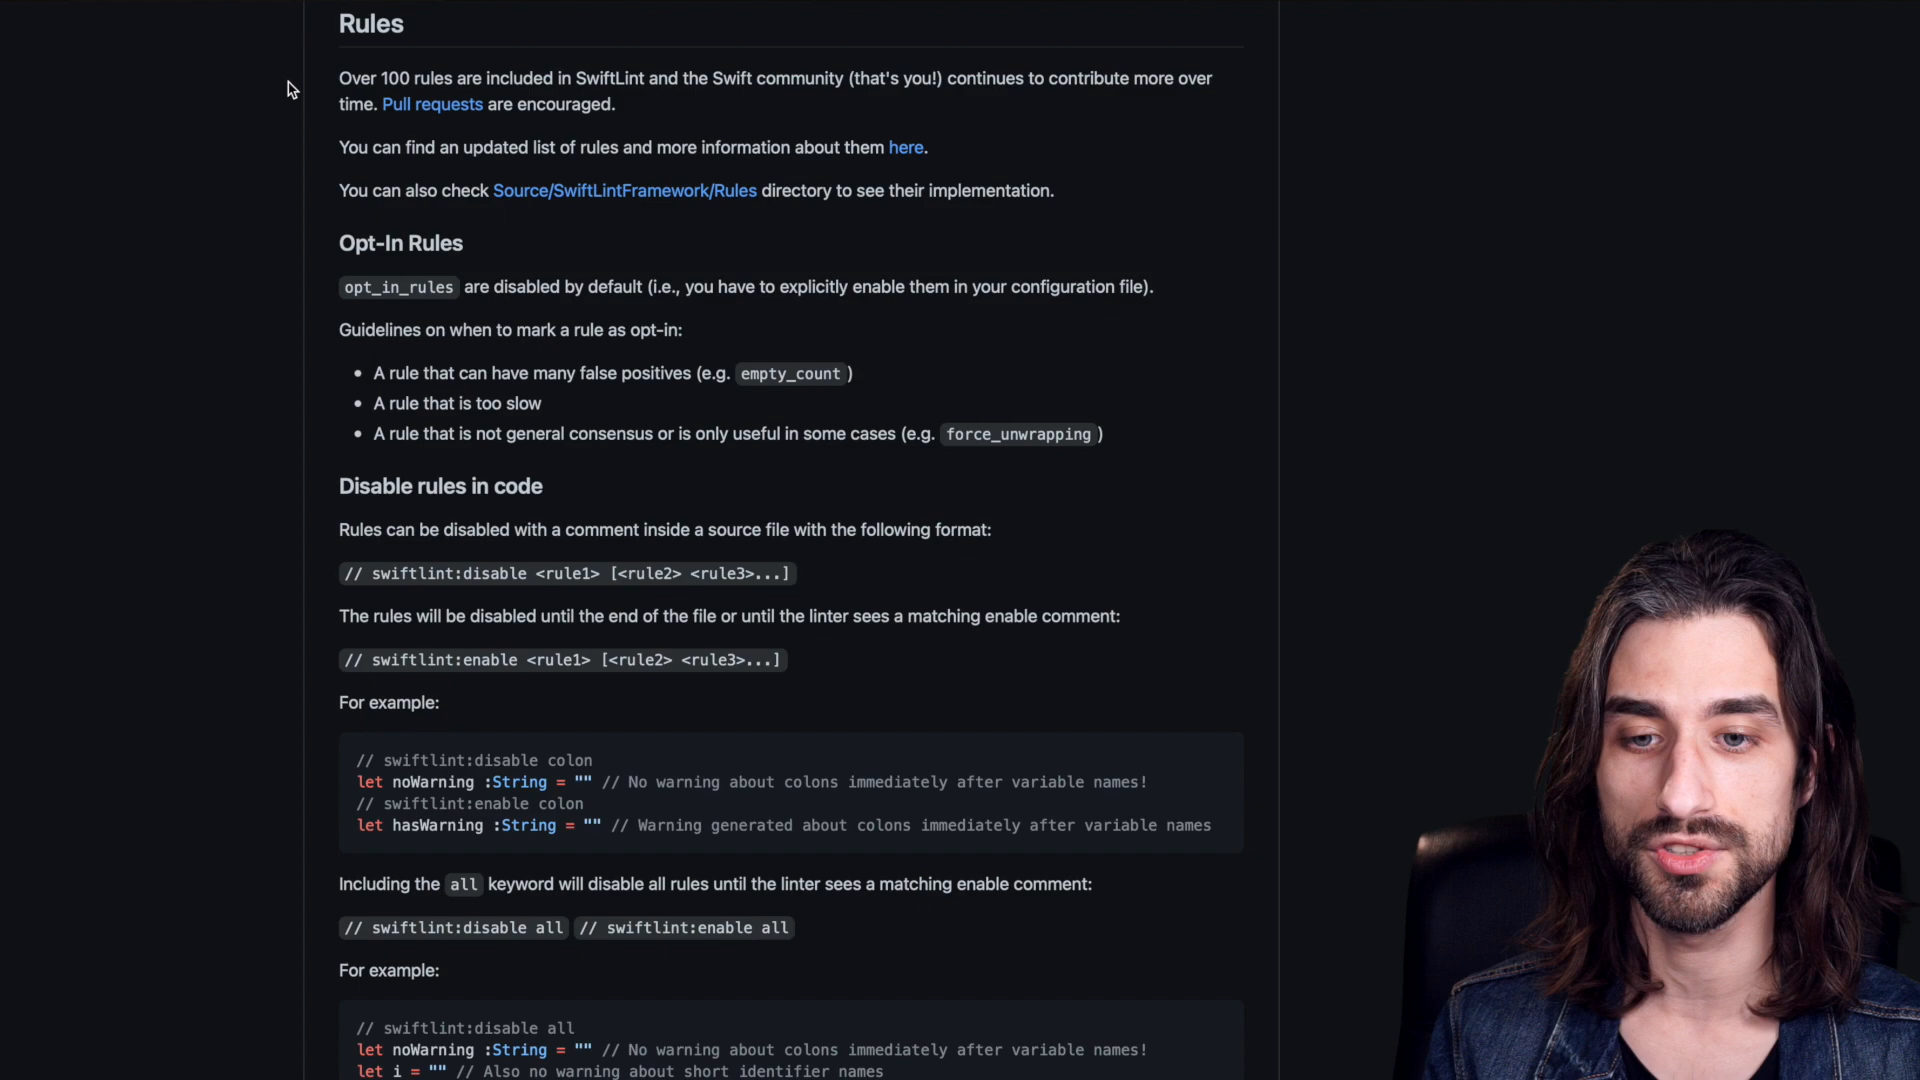 Rules
Over 100 rules are included in SwiftLint and the Swift community (that's you!) continues to contribute more over
time. Pull requests are encouraged.
You can find an updated list of rules and more information about them here.
You can also check Source/SwiftLintFramework/Rules directory to see their implementation.
Opt-In Rules
opt_in_rules are disabled by default (i.e., you have to explicitly enable them in your configuration file).
Guidelines on when to mark a rule as opt-in:
• A rule that can have many false positives (e.g. empty_count )
• A rule that is too slow
• A rule that is not general consensus or is only useful in some cases (e.g. force_unwrapping )
Disable rules in code
Rules can be disabled with a comment inside a source file with the following format:
// swiftlint:disable <rule1> [<rule2> <rule3>...]
The rules will be disabled until the end of the file or until the linter sees a matching enable comment:
// swiftlint:enable <rule1> [<rule2> <rule3>...]
For example:
// swiftlint:disable colon
let noWarning :String = "" // No warning about colons immediately after variable names!
// swiftlint:enable colon
let hasWarning :String = "" // Warning generated about colons immediately after variable names
Including the all keyword will disable all rules until the linter sees a matching enable comment:
// swiftlint:disable all // swiftlint:enable all
For example:
// swiftlint:disable all
let noWarning :String = "" // No warning about colons immediately after variable names!
let i = "" // Also no warning about short identifier names